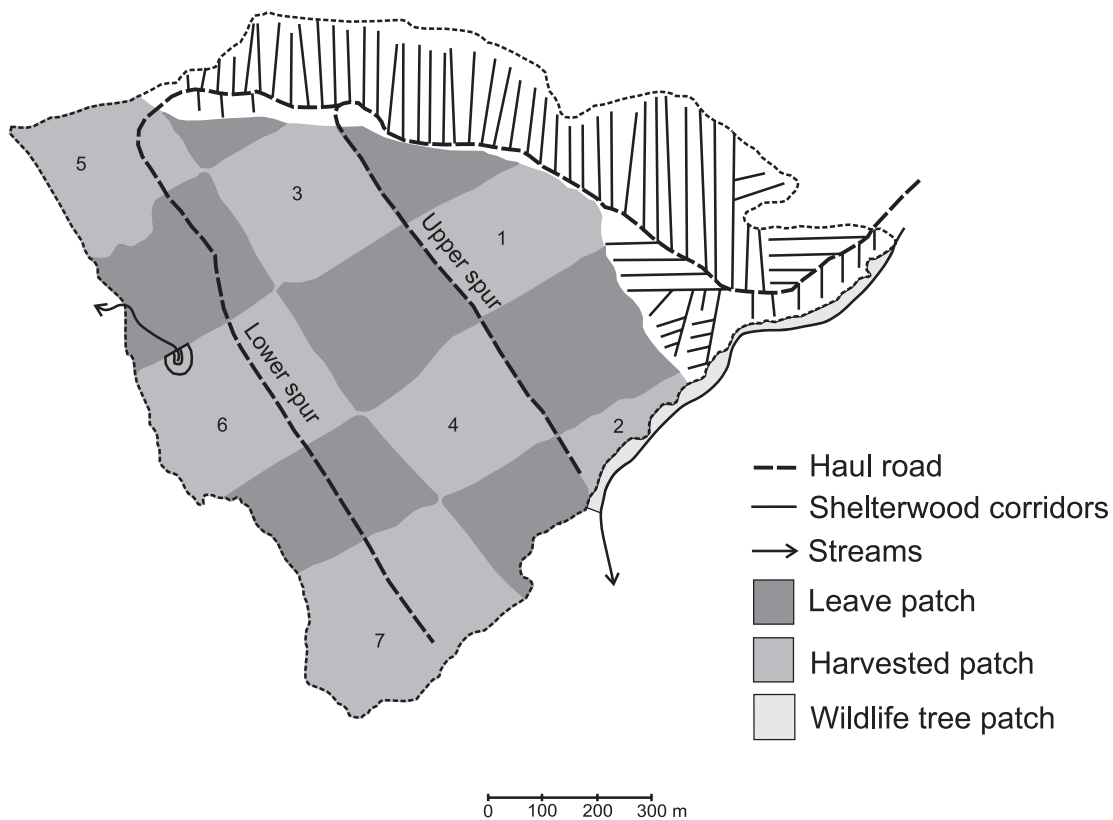 5
3
1
Upper spur
Lower spur
6
4
2
7
Haul road
Shelterwood corridors
Streams
Leave patch
Harvested patch
Wildlife tree patch
0 100 200 300 m